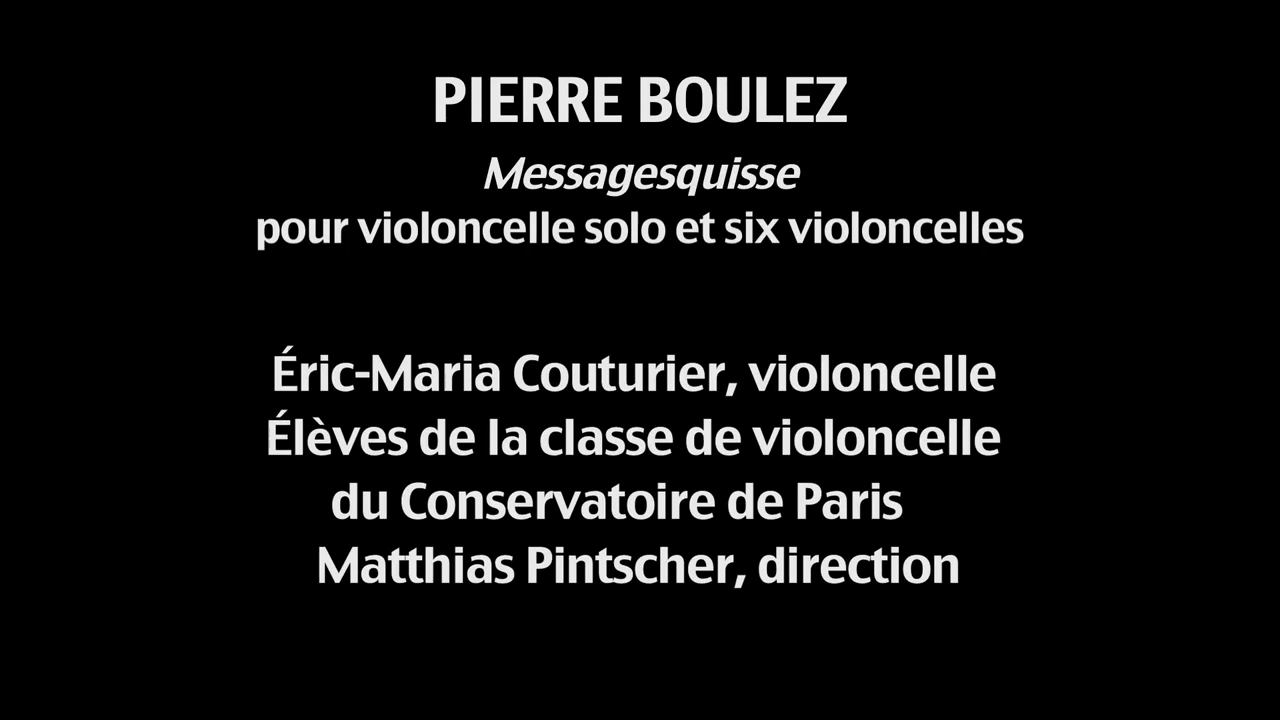 PIERRE BOULEZ
Messagesquisse
pour violoncelle solo et six violoncelles
Éric-Maria Couturier, violoncelle
Élèves de la classe de violoncelle
du Conservatoire de Paris
Matthias Pintscher, direction